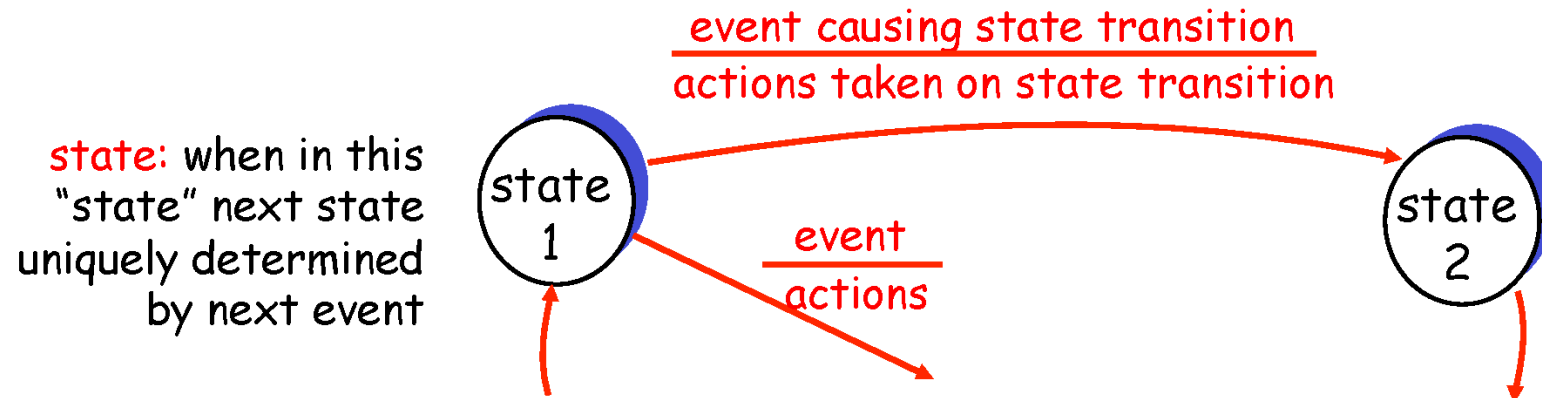 event causing state transition
actions taken on state transition
state: when in this
“state” next state
uniquely determined
by next event
state
1
event
actions
state
2